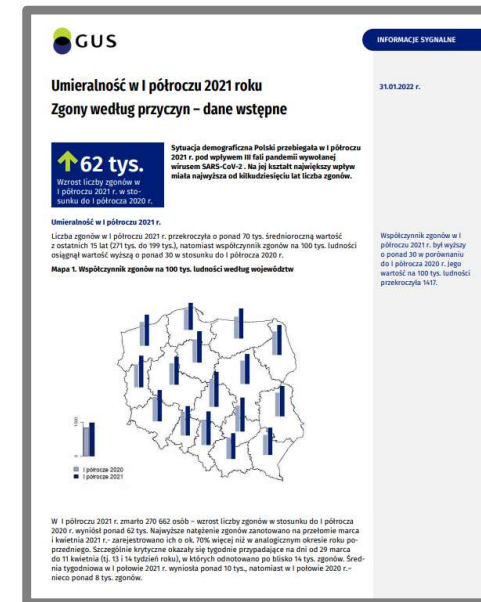 GUS
INFORMACJE SYGNALNE
Umieralność w I półroczu 2021 roku
Zgony według przyczyn – dane wstępne
31.01.2022 r.
62 tys.
Wzrost liczby zgonów w
I półroczu 2021 r. w sto-
sunku do I półrocza 2020 r.
Sytuacja demograficzna Polski przebiegała w I półroczu
2021 r. pod wpływem III fali pandemii wywołanej
wirusem SARS-CoV-2 . Na jej kształt największy wpływ
miała najwyższa od kilkudziesięciu lat liczba zgonów.
Umieralność w I półroczu 2021 r.
Liczba zgonów w I półroczu 2021 r. przekroczyła o ponad 70 tys. średnioroczną wartość
z ostatnich 15 lat (271 tys. do 199 tys.), natomiast współczynnik zgonów na 100 tys. ludności
osiągnął wartość wyższą o ponad 30 w stosunku do I półrocza 2020 r.
Współczynnik zgonów w I
półroczu 2021 r. był wyższy
o ponad 30 w porównaniu
do I półrocza 2020 r. Jego
wartość na 100 tys. ludności
przekroczyła 1417.
Mapa 1. Współczynnik zgonów na 100 tys. ludności według województw
0
I półrocze 2020
I półrocze 2021
W I półroczu 2021 r. zmarło 270 662 osób – wzrost liczby zgonów w stosunku do I półrocza
2020 r. wyniósł ponad 62 tys. Najwyższe natężenie zgonów zanotowano na przełomie marca
i kwietnia 2021 r.- zarejestrowano ich o ok. 70% więcej niż w analogicznym okresie roku po-
przedniego. Szczególnie krytyczne okazały się tygodnie przypadające na dni od 29 marca
do 11 kwietnia (tj. 13 i 14 tydzień roku), w których odnotowano po blisko 14 tys. zgonów. Śred-
nia tygodniowa w I połowie 2021 r. wyniosła ponad 10 tys., natomiast w I połowie 2020 r.–
nieco ponad 8 tys. zgonów.